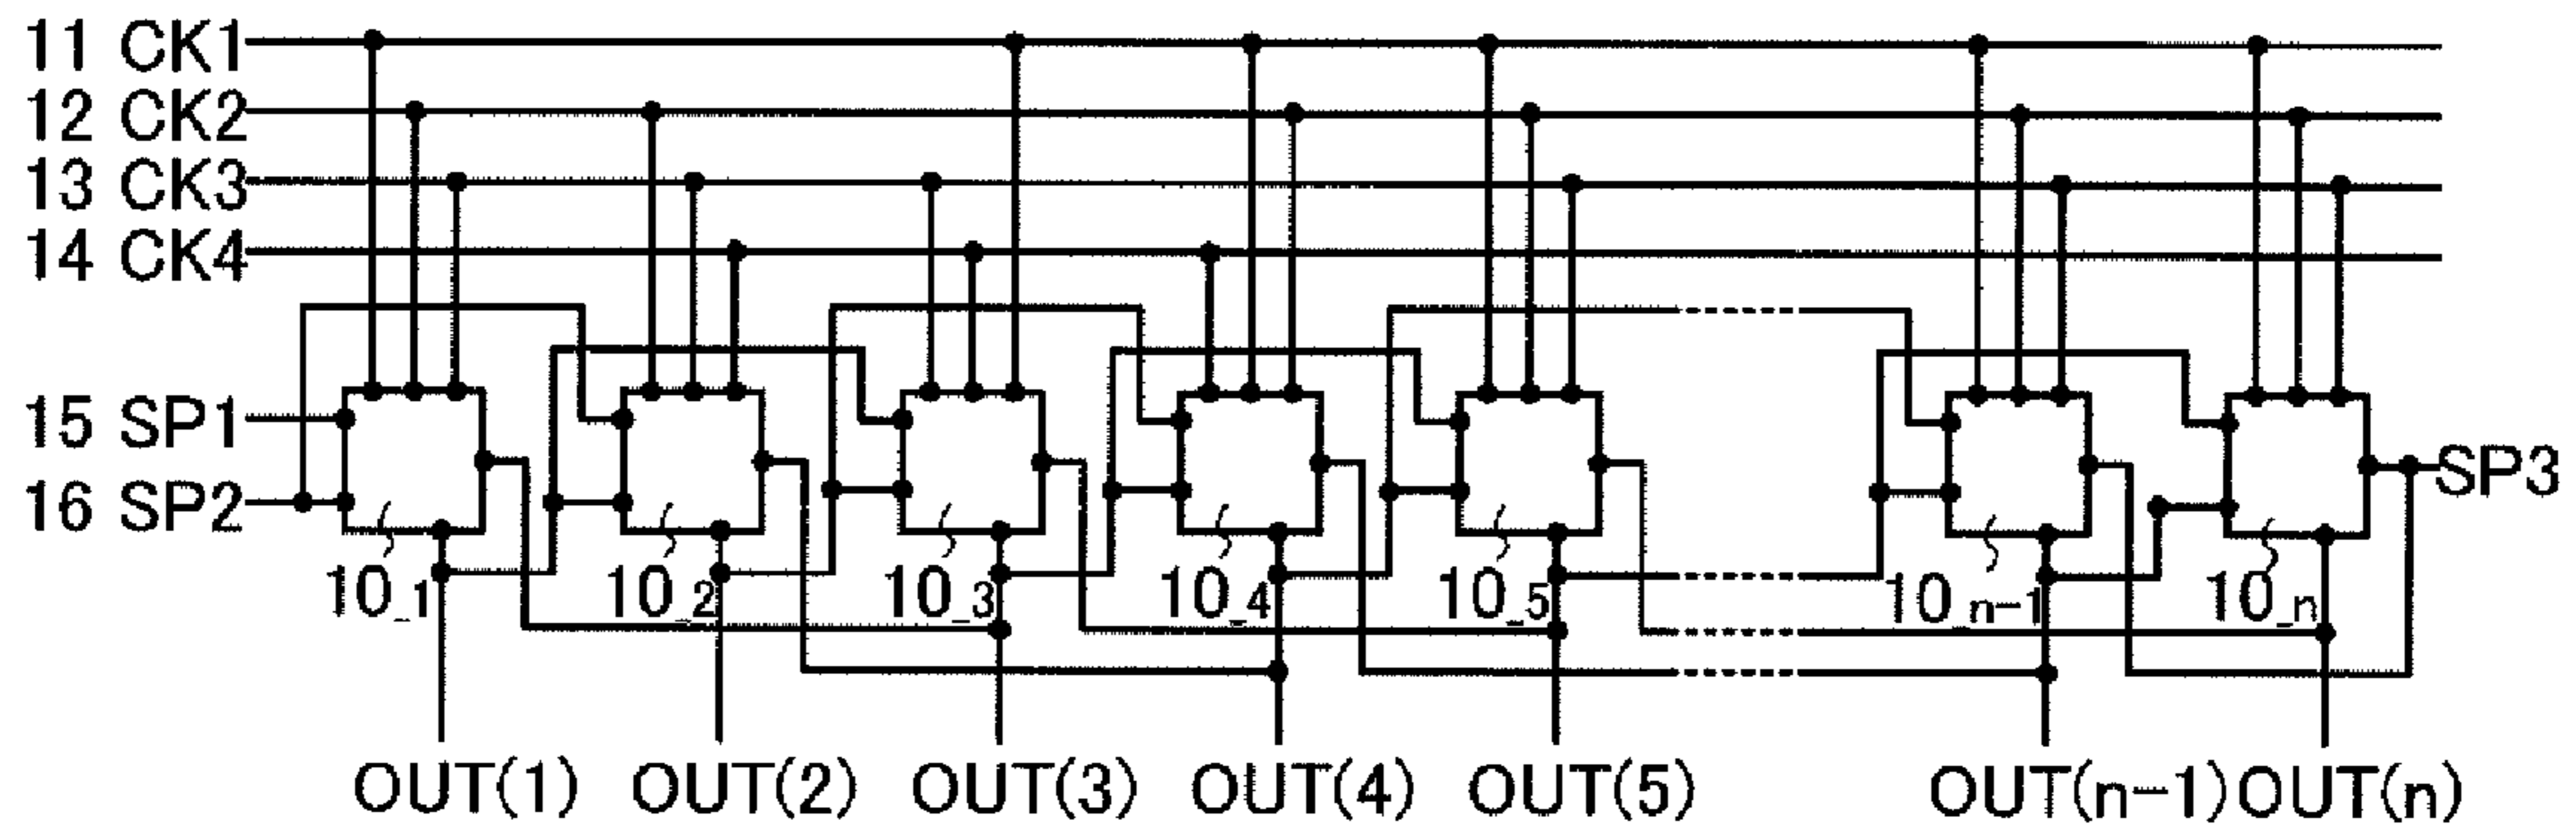 11 CK1
12 CK2
13 CK3
14 CK4
15 SP1
16 SP2
SP3
10_1 10_2 10_3 10_4 10_5 10_n-1 10_n
OUT(1) OUT(2) OUT(3) OUT(4) OUT(5) OUT(n-1) OUT(n)